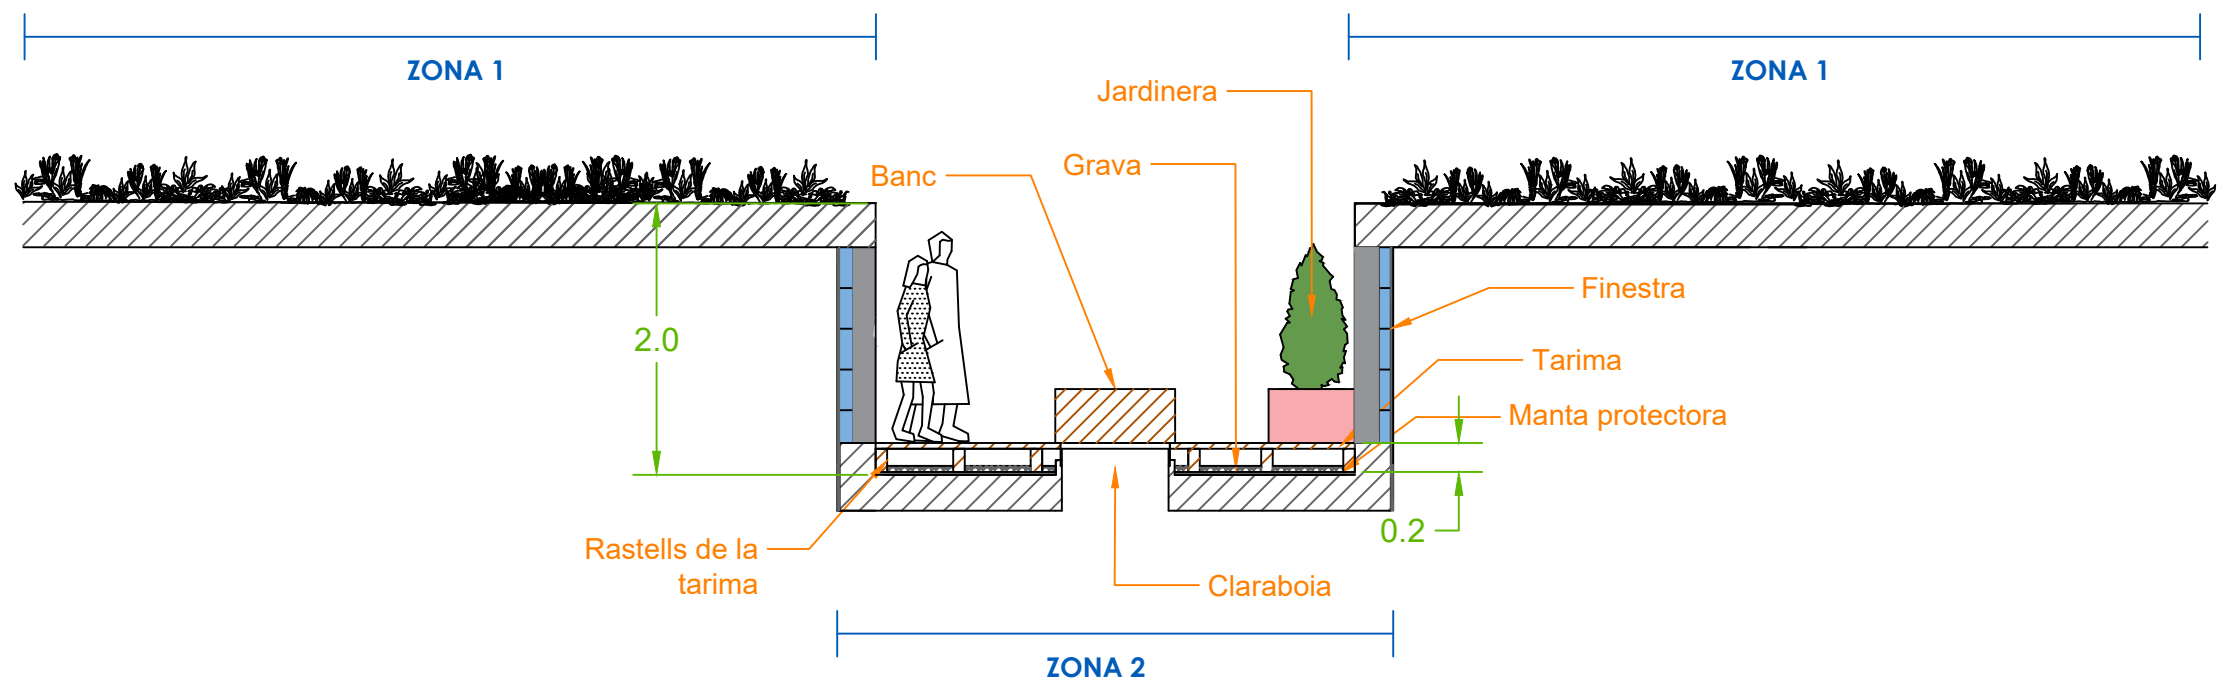 ZONA 1
ZONA 1
Jardinera
Grava
Banc
Finestra
2.0
Tarima
Manta protectora
0.2
Rastells de la
tarima
Claraboia
ZONA 2